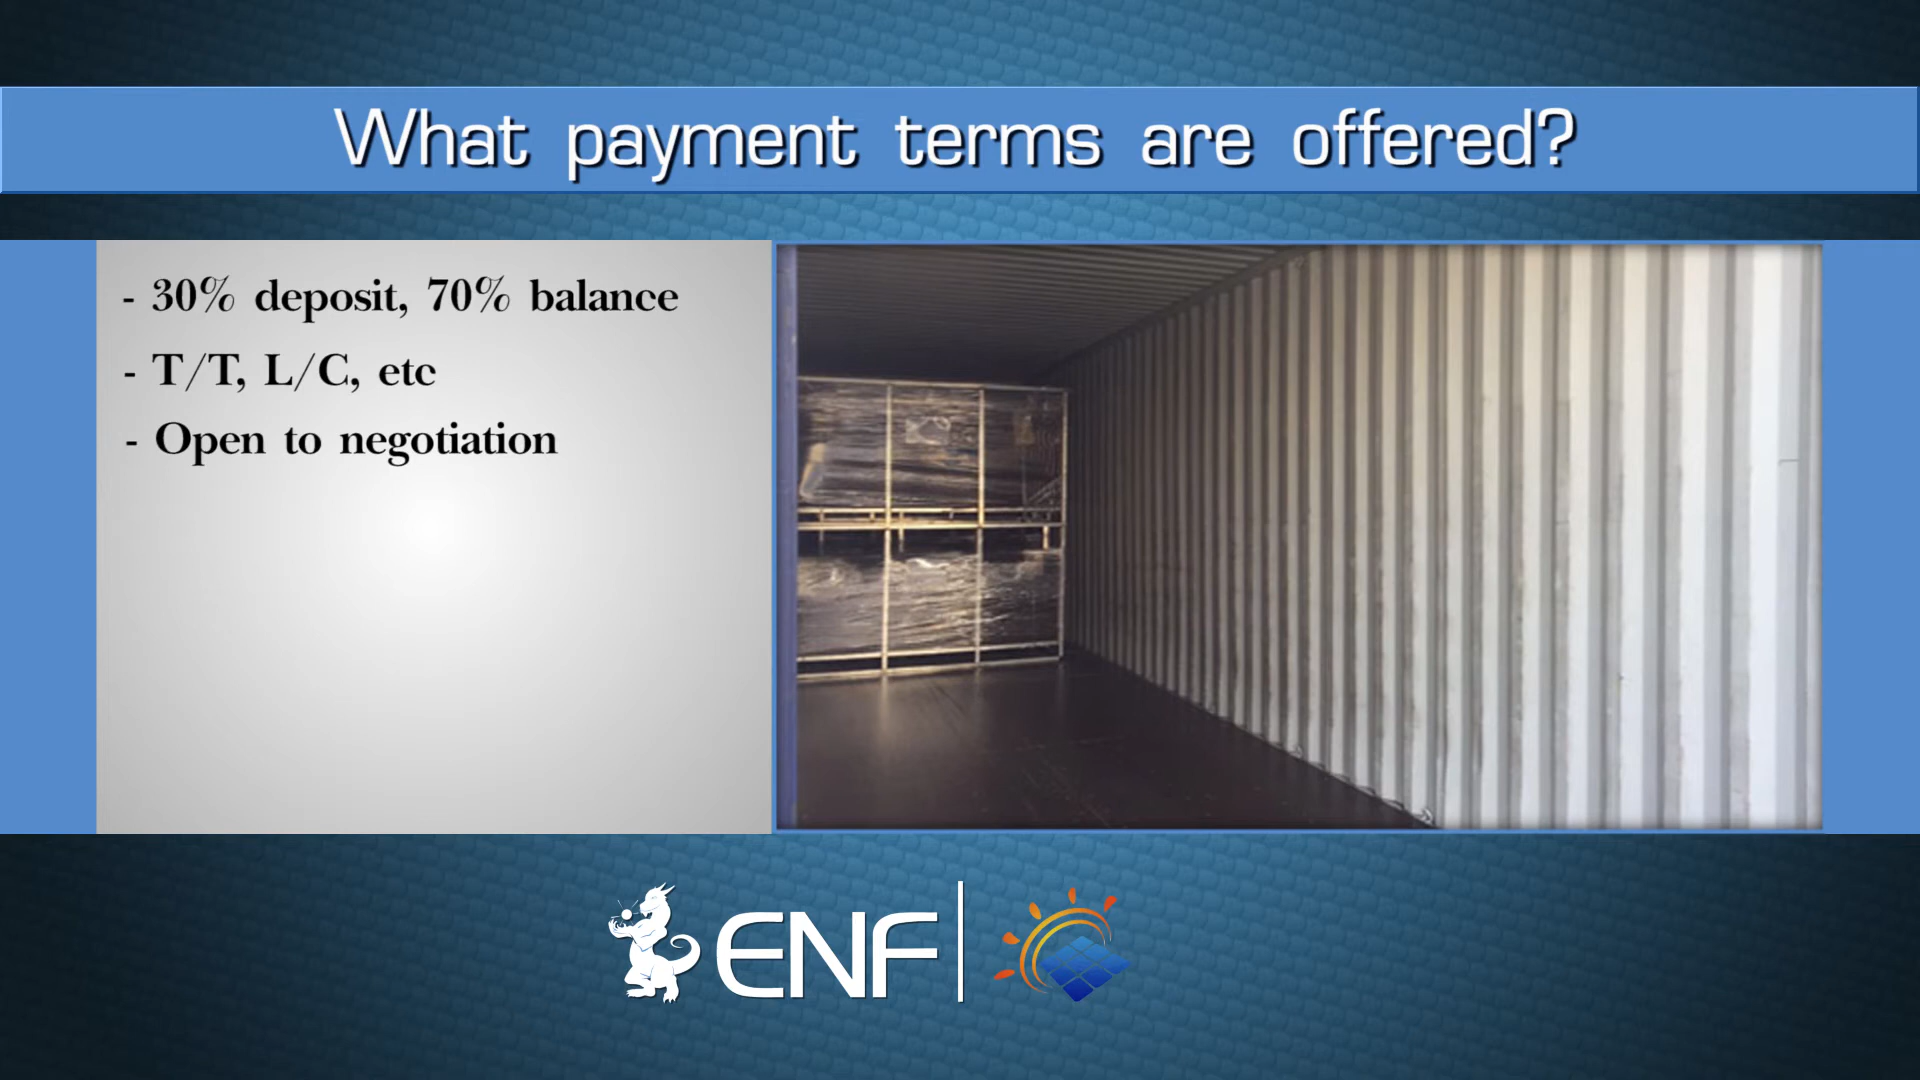 What payment terms are offered?
- 30% deposit, 70% balance
- T/T, L/C, etc
- Open to negotiation
ENF